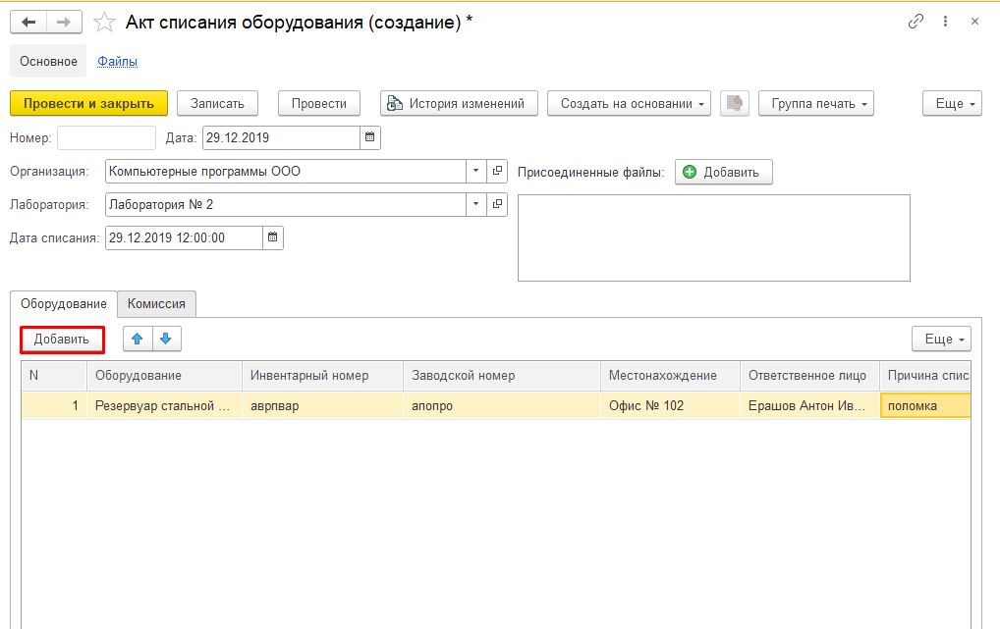 Акт списания оборудования (создание) *
Основное Файлы
Провести и закрыть Записать Провести История изменений Создать на основании Группа печать Еще
Номер: Дата: 29.12.2019
Организация: Компьютерные программы ООО Присоединенные файлы: Добавить
Лаборатория: Лаборатория № 2
Дата списания: 29.12.2019 12:00:00
Оборудование Комиссия
Добавить Еще
N Оборудование Инвентарный номер Заводской номер Местонахождение Ответственное лицо Причина спис
1 Резервуар стальной ... аврпвар апопро Офис № 102 Ерашов Антон Ив... поломка